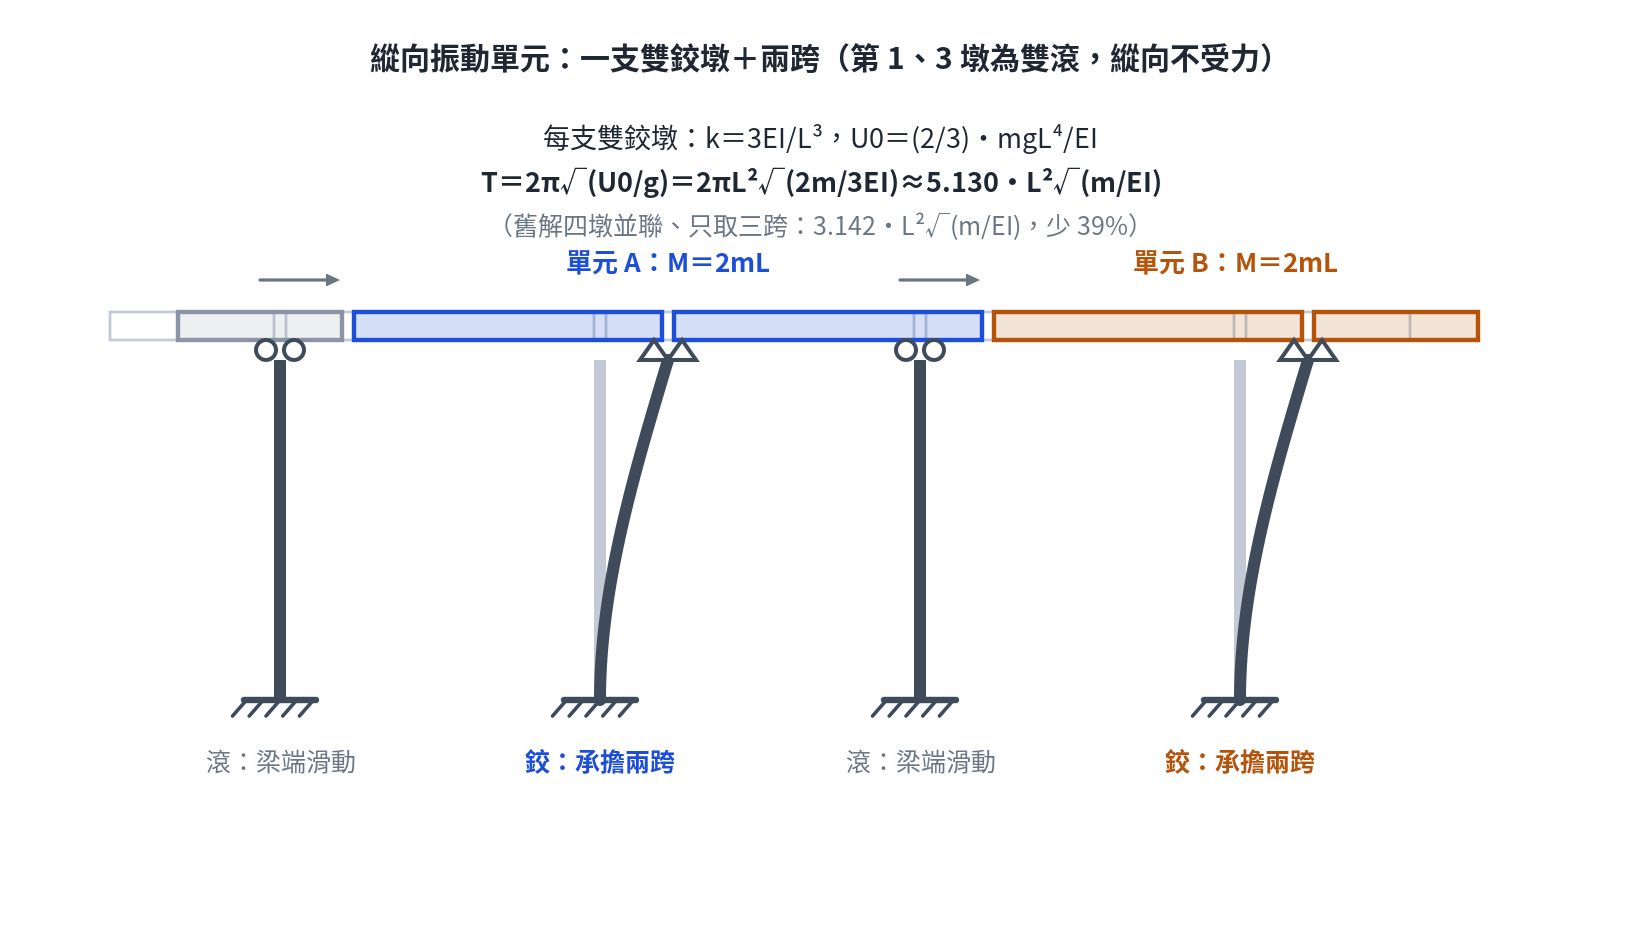 縱向振動單元：一支雙鉸墩＋兩跨（第 1、3 墩為雙滾，縱向不受力）
每支雙鉸墩：k＝3EI/L³，U0＝(2/3)・mgL⁴/EI
T＝2π√(U0/g)＝2πL²√(2m/3EI)≈5.130・L²√(m/EI)
（舊解四墩並聯、只取三跨：3.142・L²√(m/EI)，少 39%）
單元 A：M＝2mL
單元 B：M＝2mL
滾：梁端滑動
鉸：承擔兩跨
滾：梁端滑動
鉸：承擔兩跨